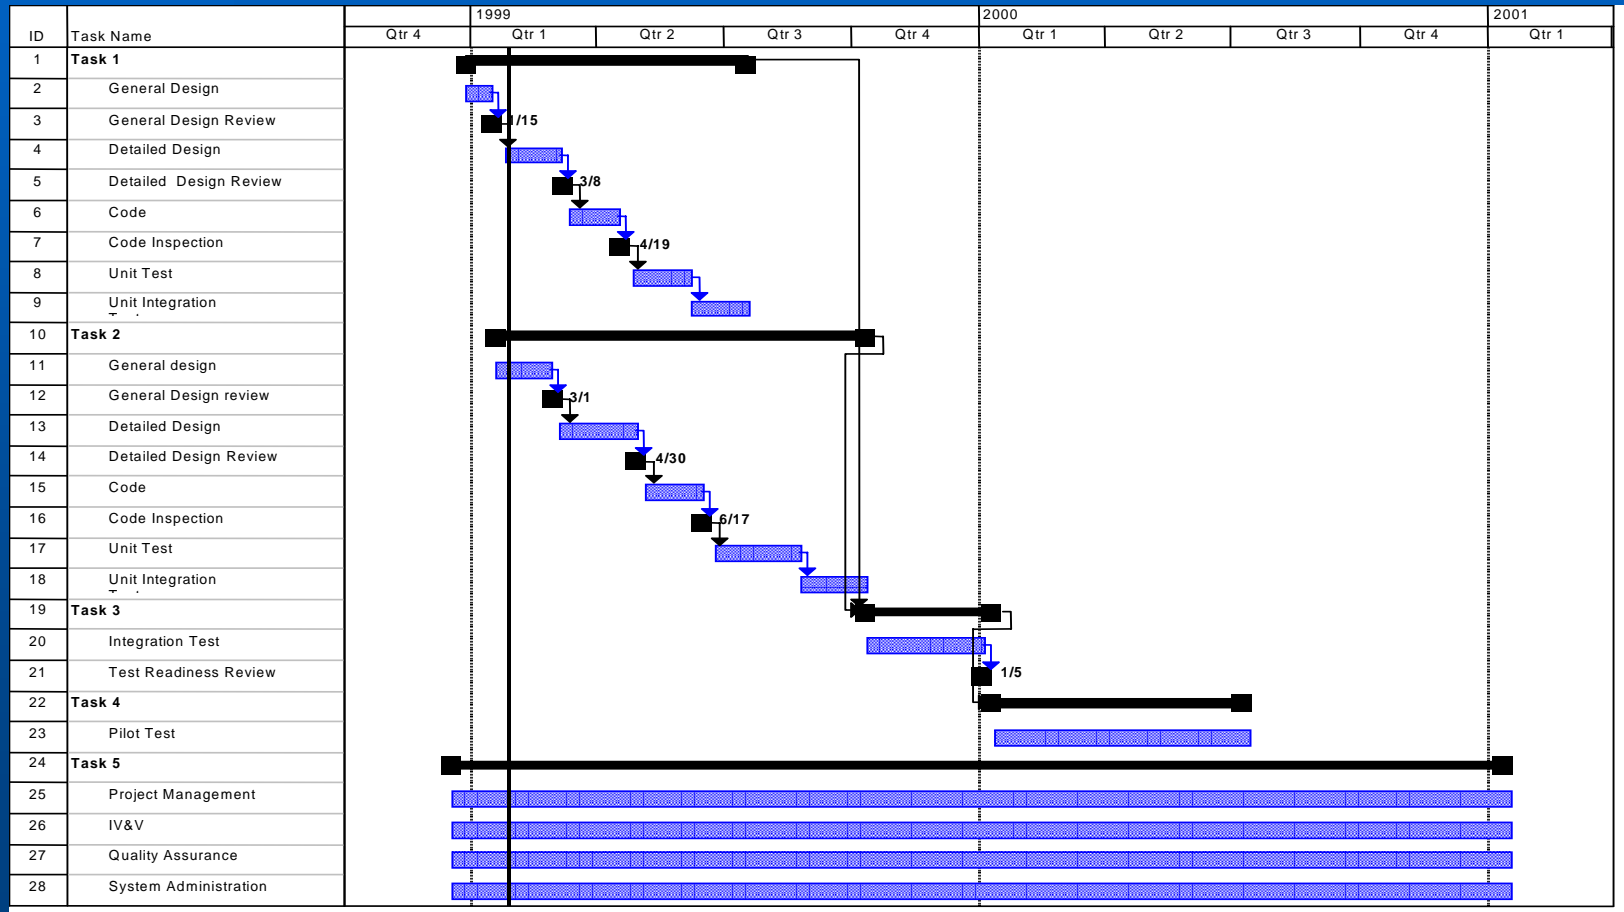 1999 2000 2001
ID Task Name Qtr 4 Qtr 1 Qtr 2 Qtr 3 Qtr 4 Qtr 1 Qtr 2 Qtr 3 Qtr 4 Qtr 1
1 Task 1
2 General Design
3 General Design Review 1/15
4 Detailed Design
5 Detailed Design Review 3/8
6 Code
7 Code Inspection 4/19
8 Unit Test
9 Unit Integration
10 Task 2
11 General design
12 General Design review 3/1
13 Detailed Design
14 Detailed Design Review 4/30
15 Code
16 Code Inspection 6/17
17 Unit Test
18 Unit Integration
19 Task 3
20 Integration Test
21 Test Readiness Review 1/5
22 Task 4
23 Pilot Test
24 Task 5
25 Project Management
26 IV&V
27 Quality Assurance
28 System Administration